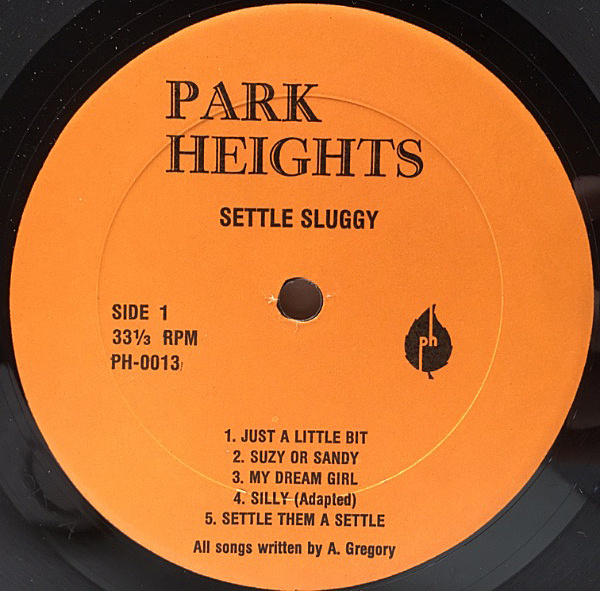 PARK
HEIGHTS
SETTLE SLUGGY
SIDE 1
33⅓ RPM
PH-0013
ph
1. JUST A LITTLE BIT
2. SUZY OR SANDY
3. MY DREAM GIRL
4. SILLY (Adapted)
5. SETTLE THEM A SETTLE
All songs written by A. Gregory